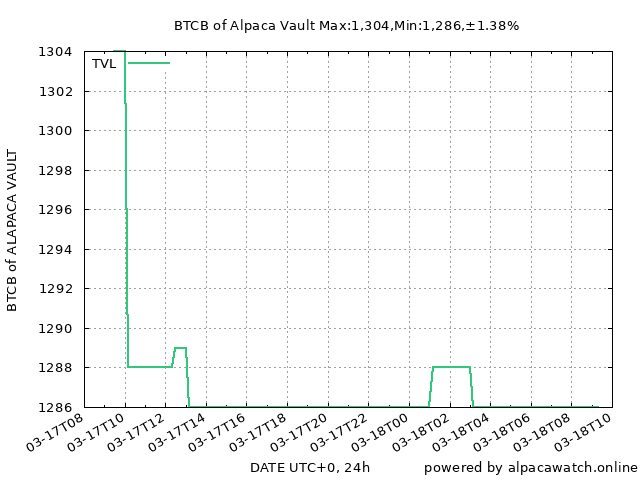 BTCB of Alpaca Vault Max:1,304,Min:1,286,±1.38%
TVL
1304
1302
1300
1298
1296
1294
1292
1290
1288
1286
BTCB of ALAPACA VAULT
03-17T08
03-17T10
03-17T12
03-17T14
03-17T16
03-17T18
03-17T20
03-17T22
03-18T00
03-18T02
03-18T04
03-18T06
03-18T08
03-18T10
DATE UTC+0, 24h
powered by alpacawatch.online